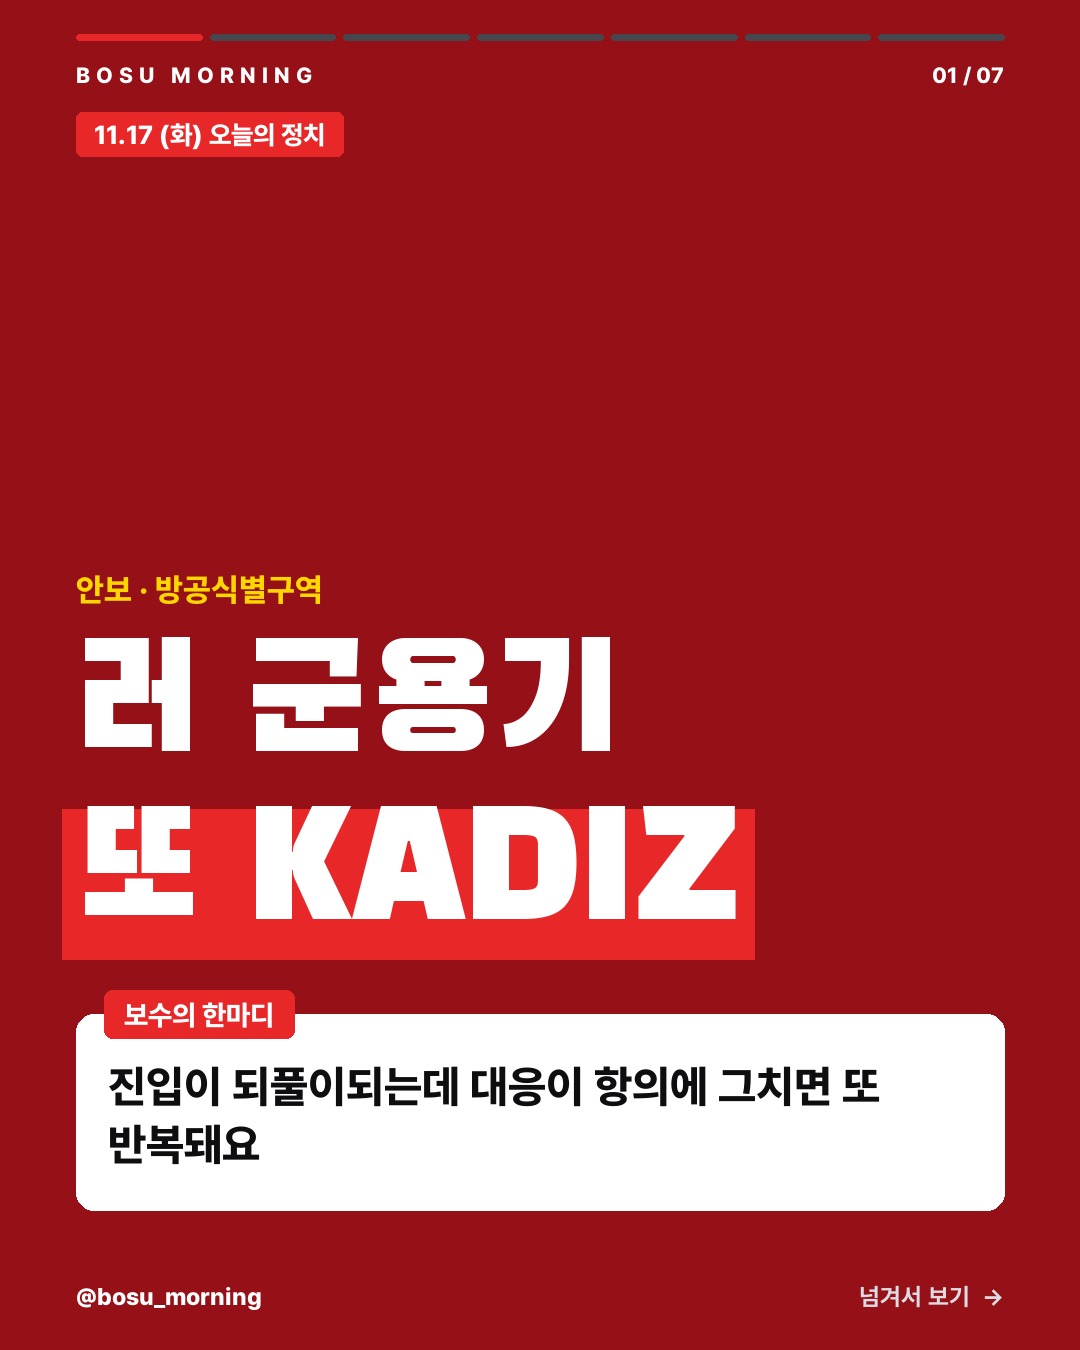 BOSU MORNING
01 / 07
11.17 (화) 오늘의 정치
안보 · 방공식별구역
러 군용기
또 KADIZ
보수의 한마디
진입이 되풀이되는데 대응이 항의에 그치면 또
반복돼요
@bosu_morning
넘겨서 보기 →